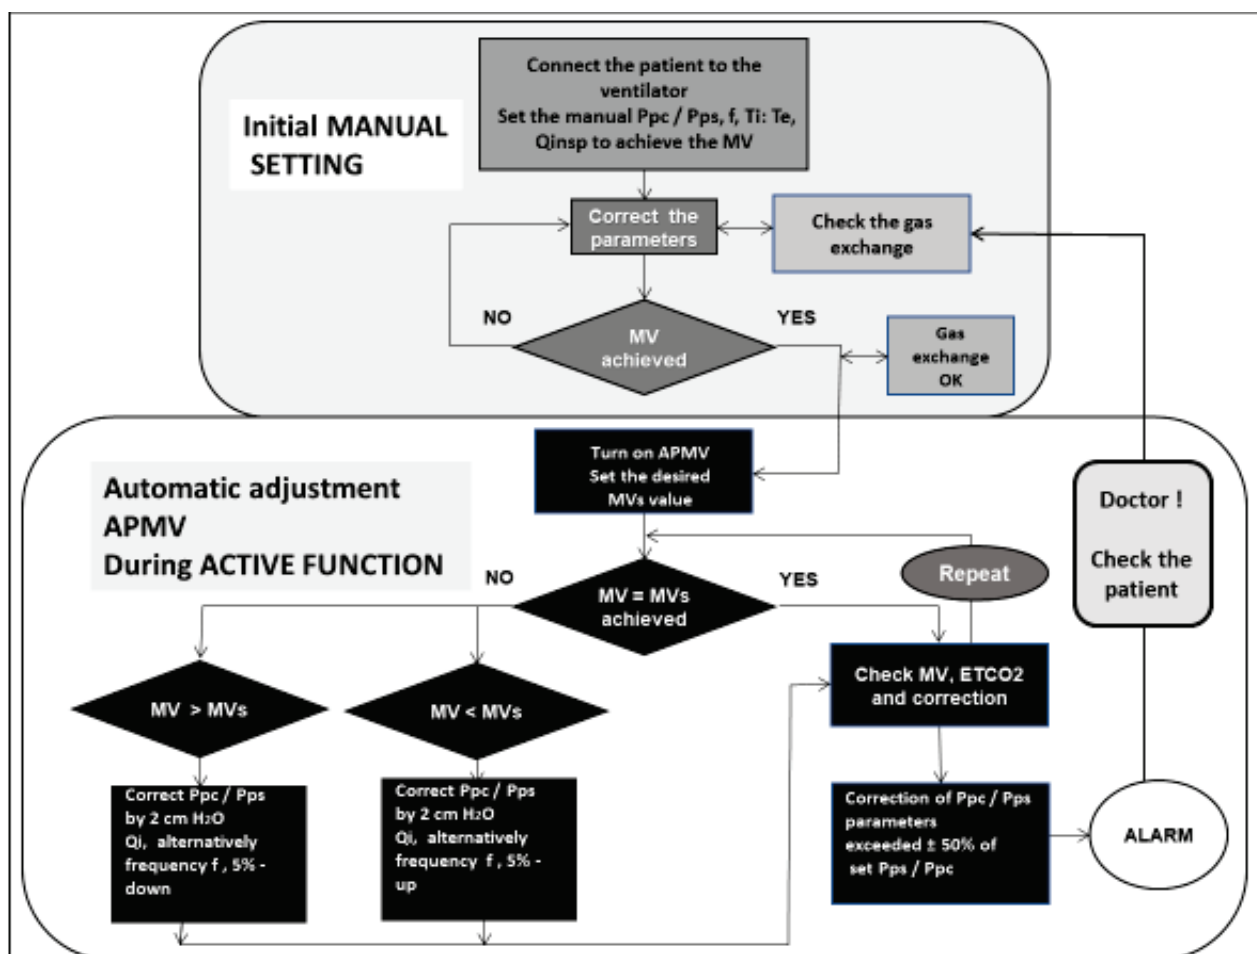 Connect the patient to the
ventilator
Set the manual Ppc / Pps, f, Ti: Te,
Qinsp to achieve the MV
Initial MANUAL
SETTING
Correct the
parameters
Check the gas
exchange
NO
YES
MV
achieved
Gas
exchange
OK
Turn on APMV
Set the desired
MVs value
Automatic adjustment
APMV
During ACTIVE FUNCTION
Doctor !
Check the
patient
NO
YES
Repeat
MV = MVs
achieved
MV > MVs
MV < MVs
Check MV, ETCO2
and correction
Correct Ppc / Pps
by 2 cm H₂O
Qi, alternatively
frequency f , 5% -
down
Correct Ppc / Pps
by 2 cm H₂O
Qi, alternatively
frequency f , 5% -
up
Correction of Ppc / Pps
parameters
exceeded ± 50% of
set Pps / Ppc
ALARM